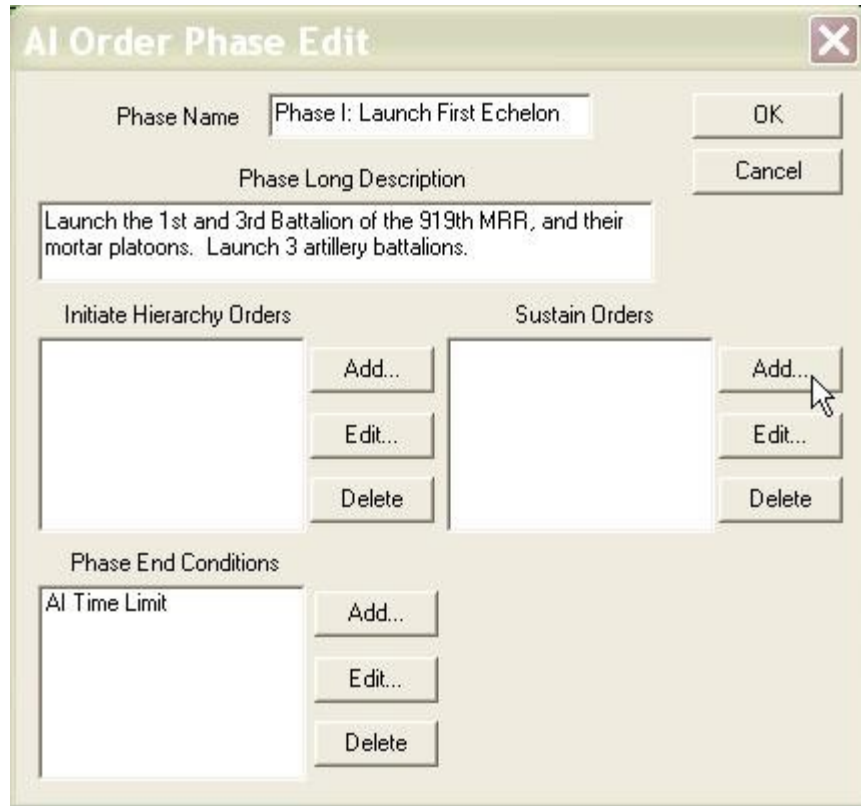 AI Order Phase Edit
Phase Name
Phase I: Launch First Echelon
OK
Cancel
Phase Long Description
Launch the 1st and 3rd Battalion of the 919th MRR, and their
mortar platoons.  Launch 3 artillery battalions.
Initiate Hierarchy Orders
Sustain Orders
Add...
Add...
Edit...
Edit...
Delete
Delete
Phase End Conditions
AI Time Limit
Add...
Edit...
Delete